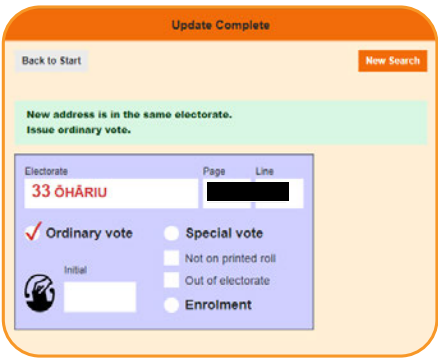 Update Complete
Back to Start
New Search
New address is in the same electorate.
Issue ordinary vote.
Electorate
Page
Line
33 ŌHĀRIU
Ordinary vote
Special vote
Not on printed roll
Initial
Out of electorate
Enrolment